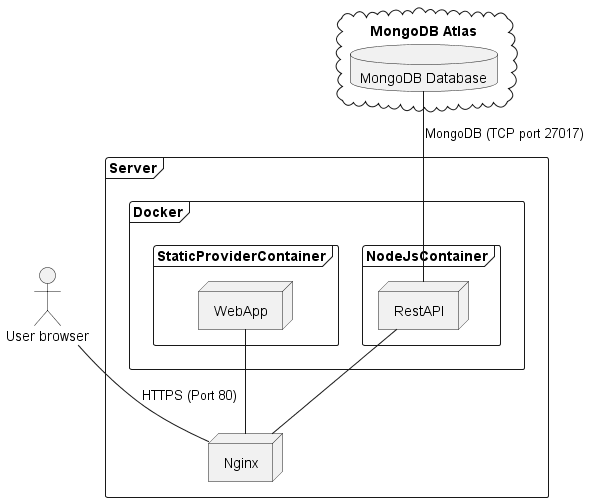 MongoDB Atlas
MongoDB Database
MongoDB (TCP port 27017)
Server
Docker
StaticProviderContainer
NodeJsContainer
WebApp
RestAPI
User browser
HTTPS (Port 80)
Nginx